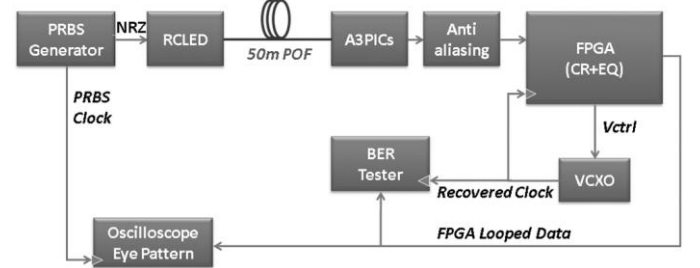 PRBS
Generator
NRZ
RCLED
50m POF
A3PICs
Anti
aliasing
FPGA
(CR+EQ)
PRBS
Clock
Vctrl
BER
Tester
Recovered Clock
VCXO
Oscilloscope
Eye Pattern
FPGA Looped Data